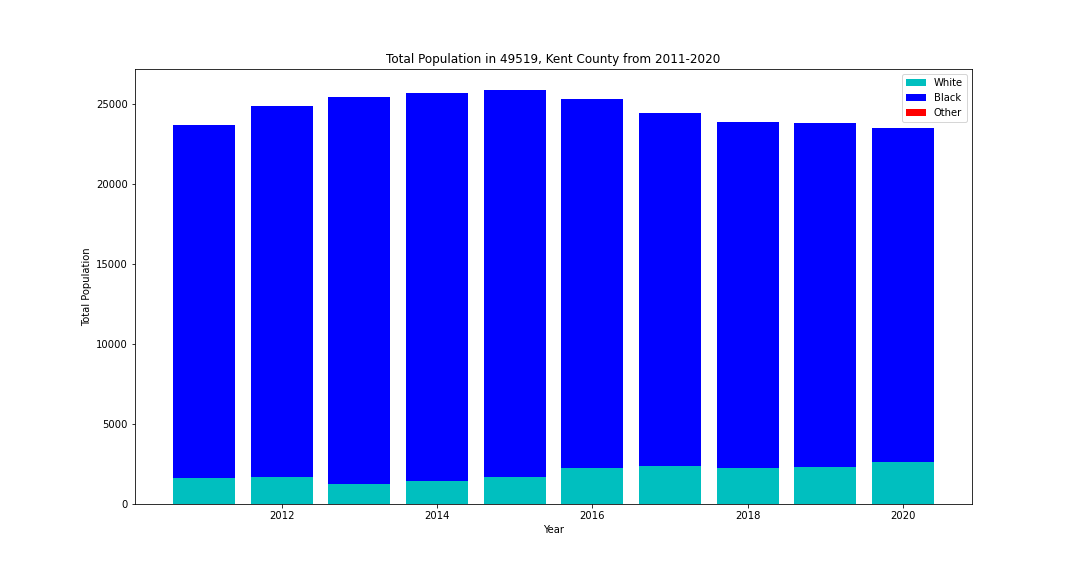 Total Population in 49519, Kent County from 2011-2020
White
Black
Other
25000
20000
15000
10000
5000
0
Total Population
2012
2014
2016
2018
2020
Year